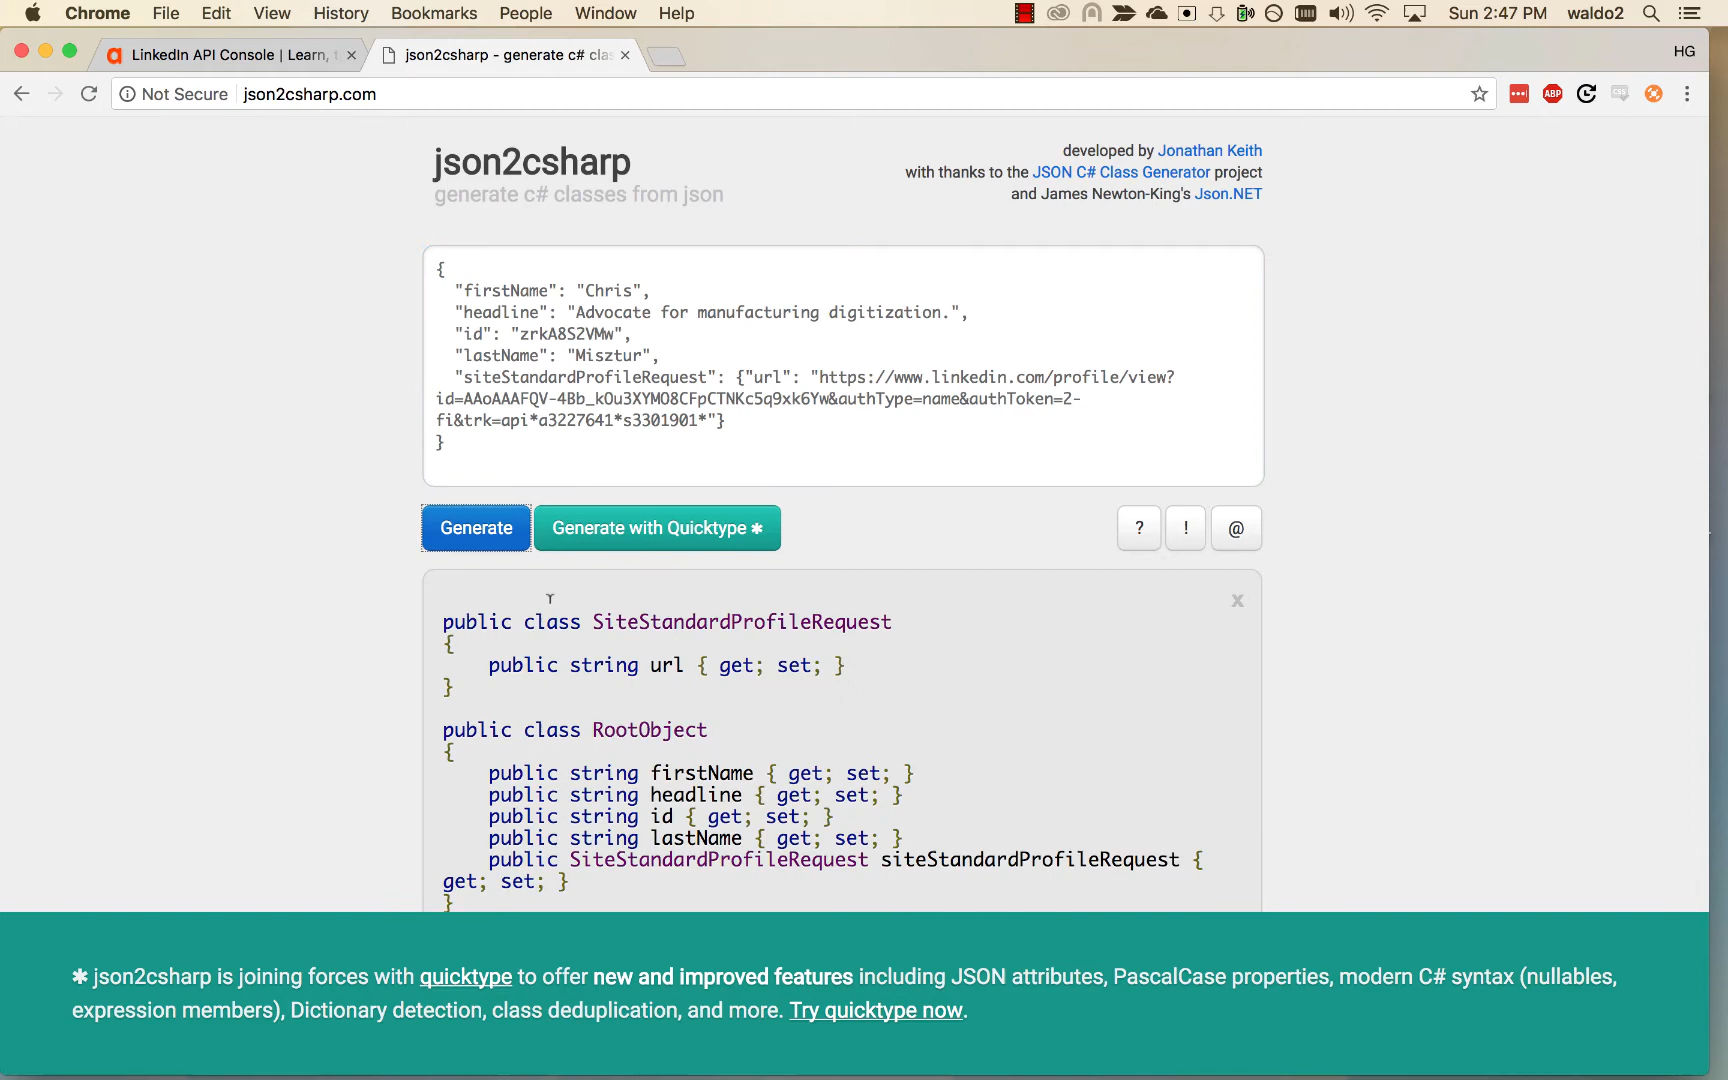 Chrome File Edit View History Bookmarks People Window Help Sun 2:47 PM waldo2
LinkedIn API Console | Learn, json2csharp - generate c# clas HG
Not Secure json2csharp.com ABP CSS
json2csharp
generate c# classes from json
developed by Jonathan Keith
with thanks to the JSON C# Class Generator project
and James Newton-King's Json.NET
{
"firstName": "Chris",
"headline": "Advocate for manufacturing digitization.",
"id": "zrkA8S2VMw",
"lastName": "Misztur",
"siteStandardProfileRequest": {"url": "https://www.linkedin.com/profile/view?
id=AAoAAAFQV-4Bb_kOu3XYMO8CFpCTNKc5q9xk6Yw&authType=name&authToken=2-
fi&trk=api*a3227641*s3301901*"}
}
Generate Generate with Quicktype ✱ ? ! @
x
public class SiteStandardProfileRequest
{
public string url { get; set; }
}
public class RootObject
{
public string firstName { get; set; }
public string headline { get; set; }
public string id { get; set; }
public string lastName { get; set; }
public SiteStandardProfileRequest siteStandardProfileRequest {
get; set; }
}
✱ json2csharp is joining forces with quicktype to offer new and improved features including JSON attributes, PascalCase properties, modern C# syntax (nullables,
expression members), Dictionary detection, class deduplication, and more. Try quicktype now.